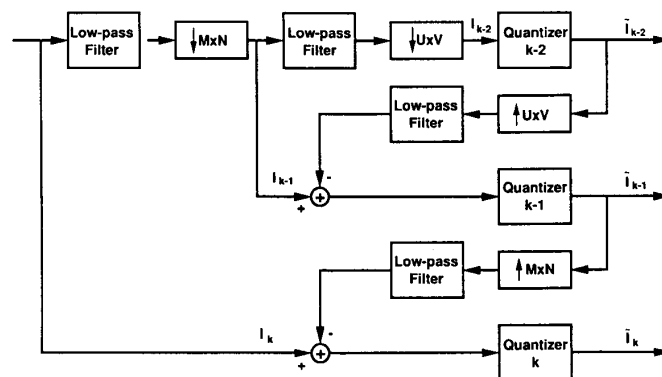 Low-pass Filter
↓MxN
Low-pass Filter
↓UxV
I k-2
Quantizer k-2
ĩ k-2
Low-pass Filter
↑UxV
I k-1
-
+
+
Quantizer k-1
ĩ k-1
Low-pass Filter
↑MxN
I k
-
+
+
Quantizer k
ĩ k